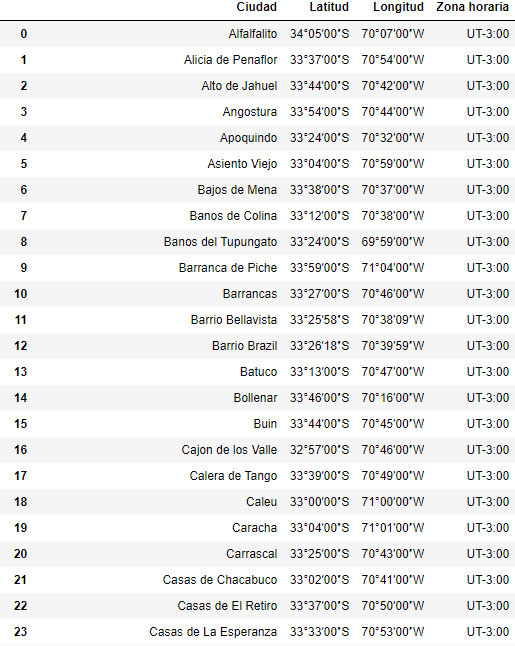 Ciudad Latitud Longitud Zona horaria
0 Alfalfalito 34°05'00"S 70°07'00"W UT-3:00
1 Alicia de Penaflor 33°37'00"S 70°54'00"W UT-3:00
2 Alto de Jahuel 33°44'00"S 70°42'00"W UT-3:00
3 Angostura 33°54'00"S 70°44'00"W UT-3:00
4 Apoquindo 33°24'00"S 70°32'00"W UT-3:00
5 Asiento Viejo 33°04'00"S 70°59'00"W UT-3:00
6 Bajos de Mena 33°38'00"S 70°37'00"W UT-3:00
7 Banos de Colina 33°12'00"S 70°38'00"W UT-3:00
8 Banos del Tupungato 33°24'00"S 69°59'00"W UT-3:00
9 Barranca de Piche 33°59'00"S 71°04'00"W UT-3:00
10 Barrancas 33°27'00"S 70°46'00"W UT-3:00
11 Barrio Bellavista 33°25'58"S 70°38'09"W UT-3:00
12 Barrio Brazil 33°26'18"S 70°39'59"W UT-3:00
13 Batuco 33°13'00"S 70°47'00"W UT-3:00
14 Bollenar 33°46'00"S 70°16'00"W UT-3:00
15 Buin 33°44'00"S 70°45'00"W UT-3:00
16 Cajon de los Valle 32°57'00"S 70°46'00"W UT-3:00
17 Calera de Tango 33°39'00"S 70°49'00"W UT-3:00
18 Caleu 33°00'00"S 71°00'00"W UT-3:00
19 Caracha 33°04'00"S 71°01'00"W UT-3:00
20 Carrascal 33°25'00"S 70°43'00"W UT-3:00
21 Casas de Chacabuco 33°02'00"S 70°41'00"W UT-3:00
22 Casas de El Retiro 33°37'00"S 70°50'00"W UT-3:00
23 Casas de La Esperanza 33°33'00"S 70°53'00"W UT-3:00